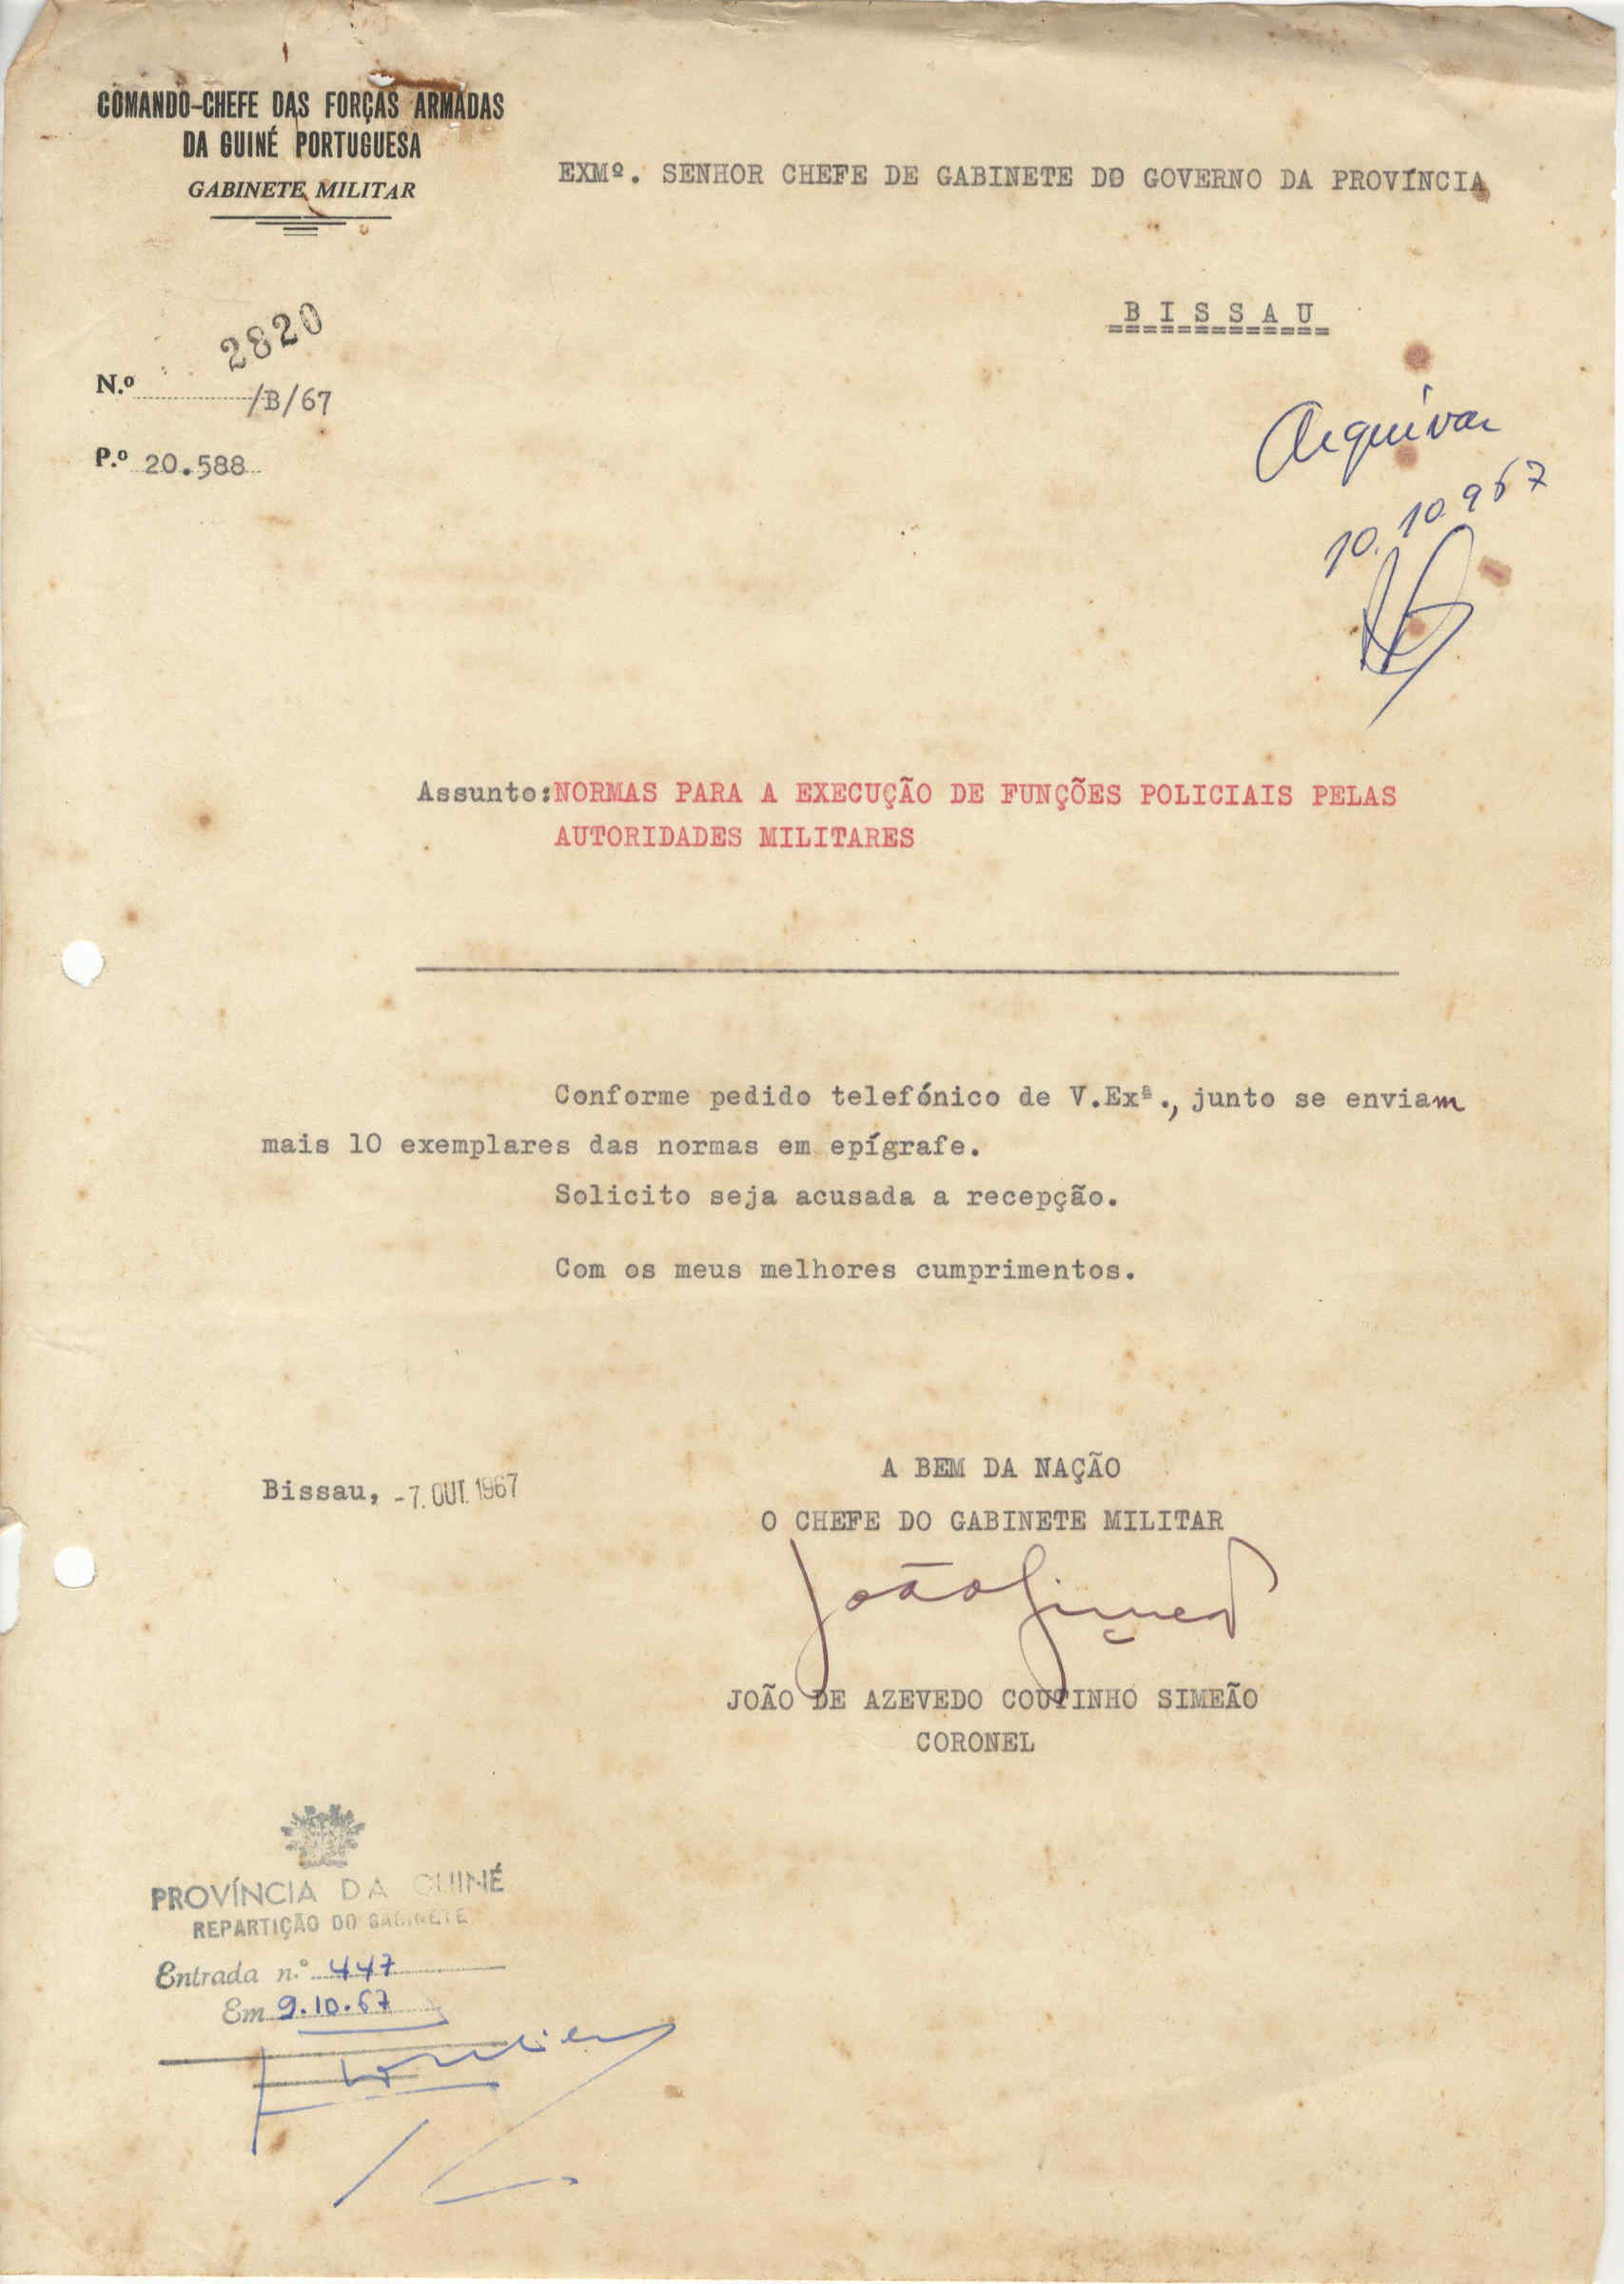 COMANDO-CHEFE DAS FORÇAS ARMADAS
DA GUINÉ PORTUGUESA
GABINETE MILITAR
EXMº. SENHOR CHEFE DE GABINETE DO GOVERNO DA PROVÍNCIA
BISSAU
2820
N.º /B/67
P.º 20.588
Arquivar
10.10.967
Assunto:NORMAS PARA A EXECUÇÃO DE FUNÇÕES POLICIAIS PELAS
AUTORIDADES MILITARES
Conforme pedido telefónico de V.Exª., junto se enviam
mais 10 exemplares das normas em epígrafe.
Solicito seja acusada a recepção.
Com os meus melhores cumprimentos.
A BEM DA NAÇÃO
Bissau, -7. OUT. 1967
O CHEFE DO GABINETE MILITAR
João Simeão
JOÃO DE AZEVEDO COUTINHO SIMEÃO
CORONEL
PROVÍNCIA DA GUINÉ
REPARTIÇÃO DO GABINETE
Entrada n.º 447
Em 9.10.67